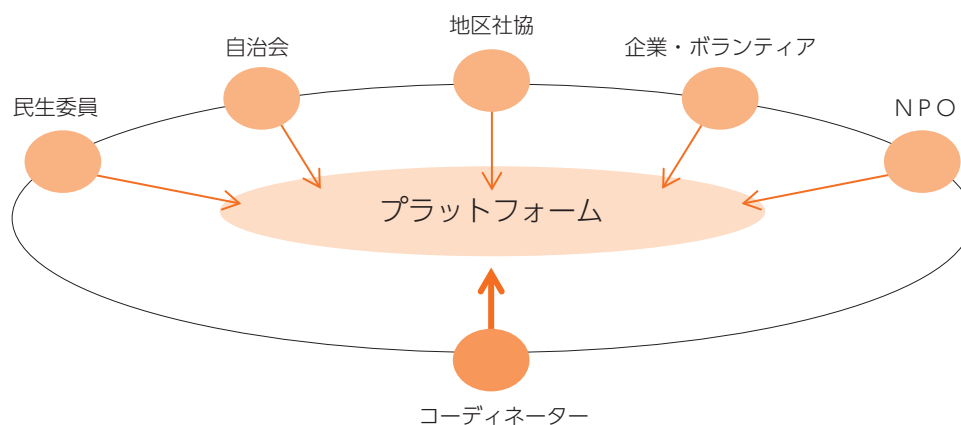 地区社協
自治会
企業・ボランティア
民生委員
ＮＰＯ
プラットフォーム
コーディネーター